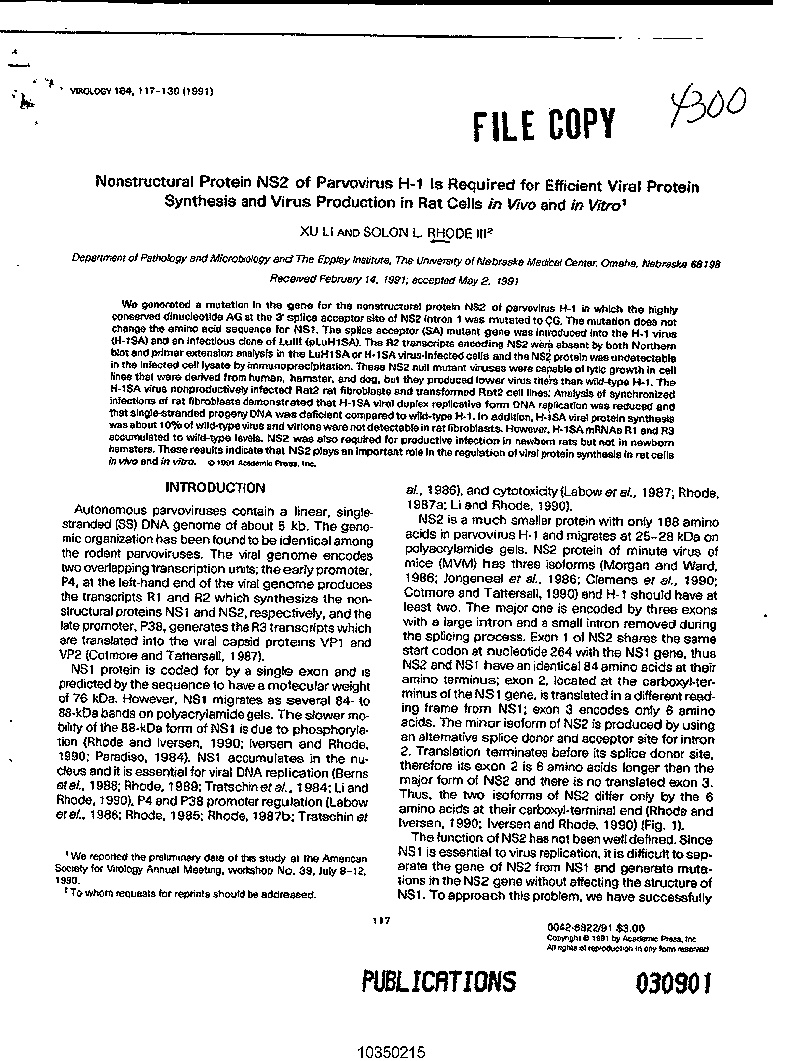 VIROLOGY 184, 117-130 (1991)
4300
FILE COPY
Nonstructural Protein NS2 of Parvovirus H-1 Is Required for Efficient Viral Protein
Synthesis and Virus Production in Rat Cells in Vivo and in Vitro¹
XU LI AND SOLON L. RHODE III²
Department of Pathology and Microbiology and The Eppley Institute, The University of Nebraska Medical Center, Omaha, Nebraska 68198
Received February 14, 1991; accepted May 2, 1991
We generated a mutation in the gene for the nonstructural protein NS2 of parvovirus H-1 in which the highly
conserved dinucleotide AG at the 3' splice acceptor site of NS2 intron 1 was mutated to CG. The mutation does not
change the amino acid sequence for NS1. The splice acceptor (SA) mutant gene was introduced into the H-1 virus
(H-1SA) and an infectious clone of LuIII (pLuH1SA). The R2 transcripts encoding NS2 were absent by both Northern
blot and primer extension analysis in the LuH1SA or H-1SA virus-infected cells and the NS2 protein was undetectable
in the infected cell lysate by immunoprecipitation. These NS2 null mutant viruses were capable of lytic growth in cell
lines that were derived from human, hamster, and dog, but they produced lower virus titers than wild-type H-1. The
H-1SA virus nonproductively infected Rat2 rat fibroblasts and transformed Rat2 cell lines. Analysis of synchronized
infections of rat fibroblasts demonstrated that H-1SA viral duplex replicative form DNA replication was reduced and
that single-stranded progeny DNA was deficient compared to wild-type H-1. In addition, H-1SA viral protein synthesis
was about 10% of wild-type virus and virions were not detectable in rat fibroblasts. However, H-1SA mRNAs R1 and R3
accumulated to wild-type levels. NS2 was also required for productive infection in newborn rats but not in newborn
hamsters. These results indicate that NS2 plays an important role in the regulation of viral protein synthesis in rat cells
in vivo and in vitro. © 1991 Academic Press, Inc.
INTRODUCTION
Autonomous parvoviruses contain a linear, single-
stranded (SS) DNA genome of about 5 kb. The geno-
mic organization has been found to be identical among
the rodent parvoviruses. The viral genome encodes
two overlapping transcription units; the early promoter,
P4, at the left-hand end of the viral genome produces
the transcripts R1 and R2 which synthesize the non-
structural proteins NS1 and NS2, respectively, and the
late promoter, P38, generates the R3 transcripts which
are translated into the viral capsid proteins VP1 and
VP2 (Cotmore and Tattersall, 1987).
NS1 protein is coded for by a single exon and is
predicted by the sequence to have a molecular weight
of 76 kDa. However, NS1 migrates as several 84- to
88-kDa bands on polyacrylamide gels. The slower mo-
bility of the 88-kDa form of NS1 is due to phosphoryla-
tion (Rhode and Iversen, 1990; Iversen and Rhode,
1990; Paradiso, 1984). NS1 accumulates in the nu-
cleus and it is essential for viral DNA replication (Berns
et al., 1988; Rhode, 1989; Tratschin et al., 1984; Li and
Rhode, 1990), P4 and P38 promoter regulation (Labow
et al., 1986; Rhode, 1985; Rhode, 1987b; Tratschin et
¹ We reported the preliminary data of this study at the American
Society for Virology Annual Meeting, workshop No. 39, July 8-12,
1990.
² To whom requests for reprints should be addressed.
al., 1986), and cytotoxicity (Labow et al., 1987; Rhode,
1987a; Li and Rhode, 1990).
NS2 is a much smaller protein with only 188 amino
acids in parvovirus H-1 and migrates at 25-28 kDa on
polyacrylamide gels. NS2 protein of minute virus of
mice (MVM) has three isoforms (Morgan and Ward,
1986; Jongeneel et al., 1986; Clemens et al., 1990;
Cotmore and Tattersall, 1990) and H-1 should have at
least two. The major one is encoded by three exons
with a large intron and a small intron removed during
the splicing process. Exon 1 of NS2 shares the same
start codon at nucleotide 264 with the NS1 gene, thus
NS2 and NS1 have an identical 84 amino acids at their
amino terminus; exon 2, located at the carboxyl-ter-
minus of the NS1 gene, is translated in a different read-
ing frame from NS1; exon 3 encodes only 6 amino
acids. The minor isoform of NS2 is produced by using
an alternative splice donor and acceptor site for intron
2. Translation terminates before its splice donor site,
therefore its exon 2 is 6 amino acids longer than the
major form of NS2 and there is no translated exon 3.
Thus, the two isoforms of NS2 differ only by the 6
amino acids at their carboxyl-terminal end (Rhode and
Iversen, 1990; Iversen and Rhode, 1990) (Fig. 1).
The function of NS2 has not been well defined. Since
NS1 is essential to virus replication, it is difficult to sep-
arate the gene of NS2 from NS1 and generate muta-
tions in the NS2 gene without affecting the structure of
NS1. To approach this problem, we have successfully
117
0042-6822/91 $3.00
Copyright © 1991 by Academic Press, Inc.
All rights of reproduction in any form reserved.
PUBLICATIONS
030901
10350215